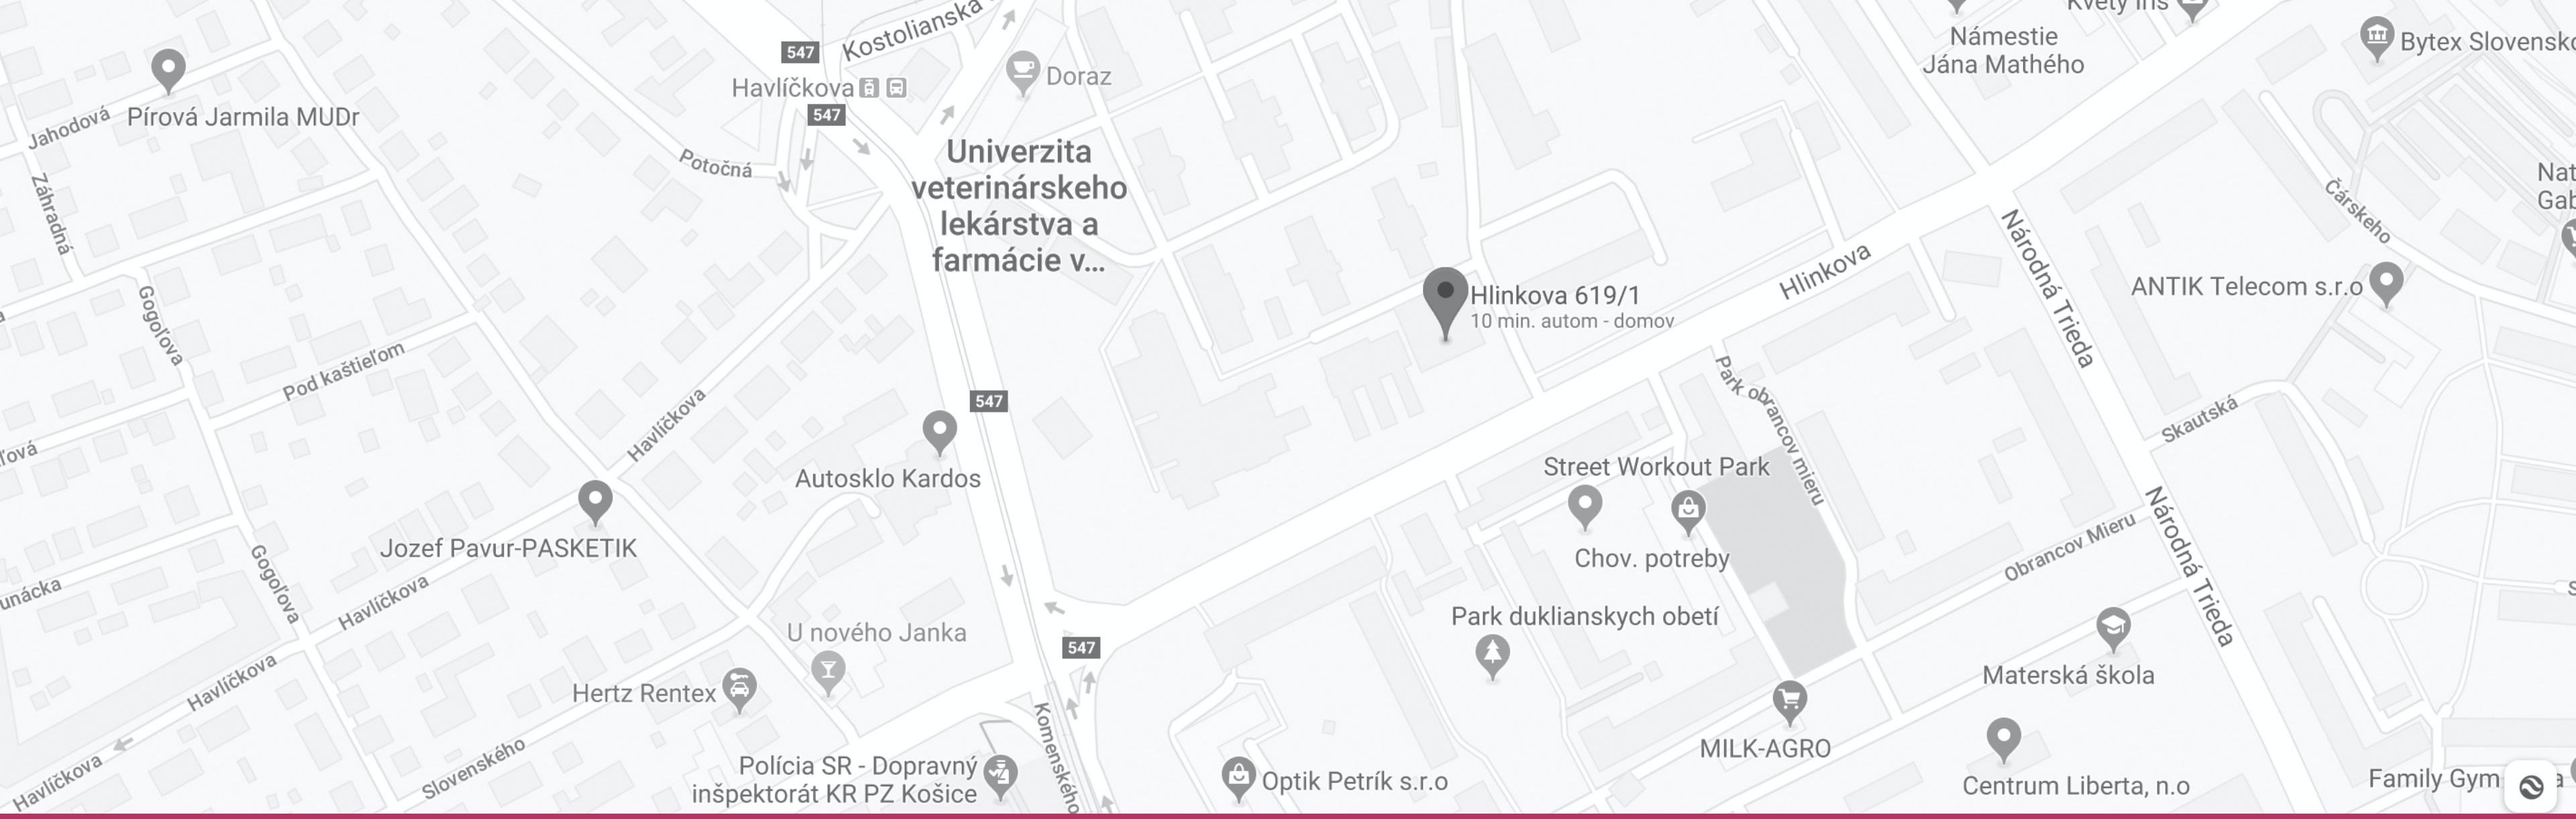 Kostolianska
547
Havlíčkova
547
Doraz
Univerzita
veterinárskeho
lekárstva a
farmácie v...
Potočná
Pírová Jarmila MUDr
Jahodová
Záhradná
Gogoľova
Pod kaštieľom
Havlíčkova
547
Autosklo Kardos
Jozef Pavur-PASKETIK
Gogoľova
Havlíčkova
Havlíčkova
Havlíčkova
Slovenského
U nového Janka
Hertz Rentex
547
Komenského
Polícia SR - Dopravný
inšpektorát KR PZ Košice
Optik Petrík s.r.o
Hlinkova 619/1
10 min. autom - domov
Hlinkova
Námestie
Jána Mathého
Kvety Iris
Bytex Slovensko
Čárskeho
Národná Trieda
ANTIK Telecom s.r.o
Skautská
Park obrancov mieru
Street Workout Park
Chov. potreby
Park duklianskych obetí
Obrancov Mieru
Národná Trieda
MILK-AGRO
Materská škola
Centrum Liberta, n.o
Family Gym